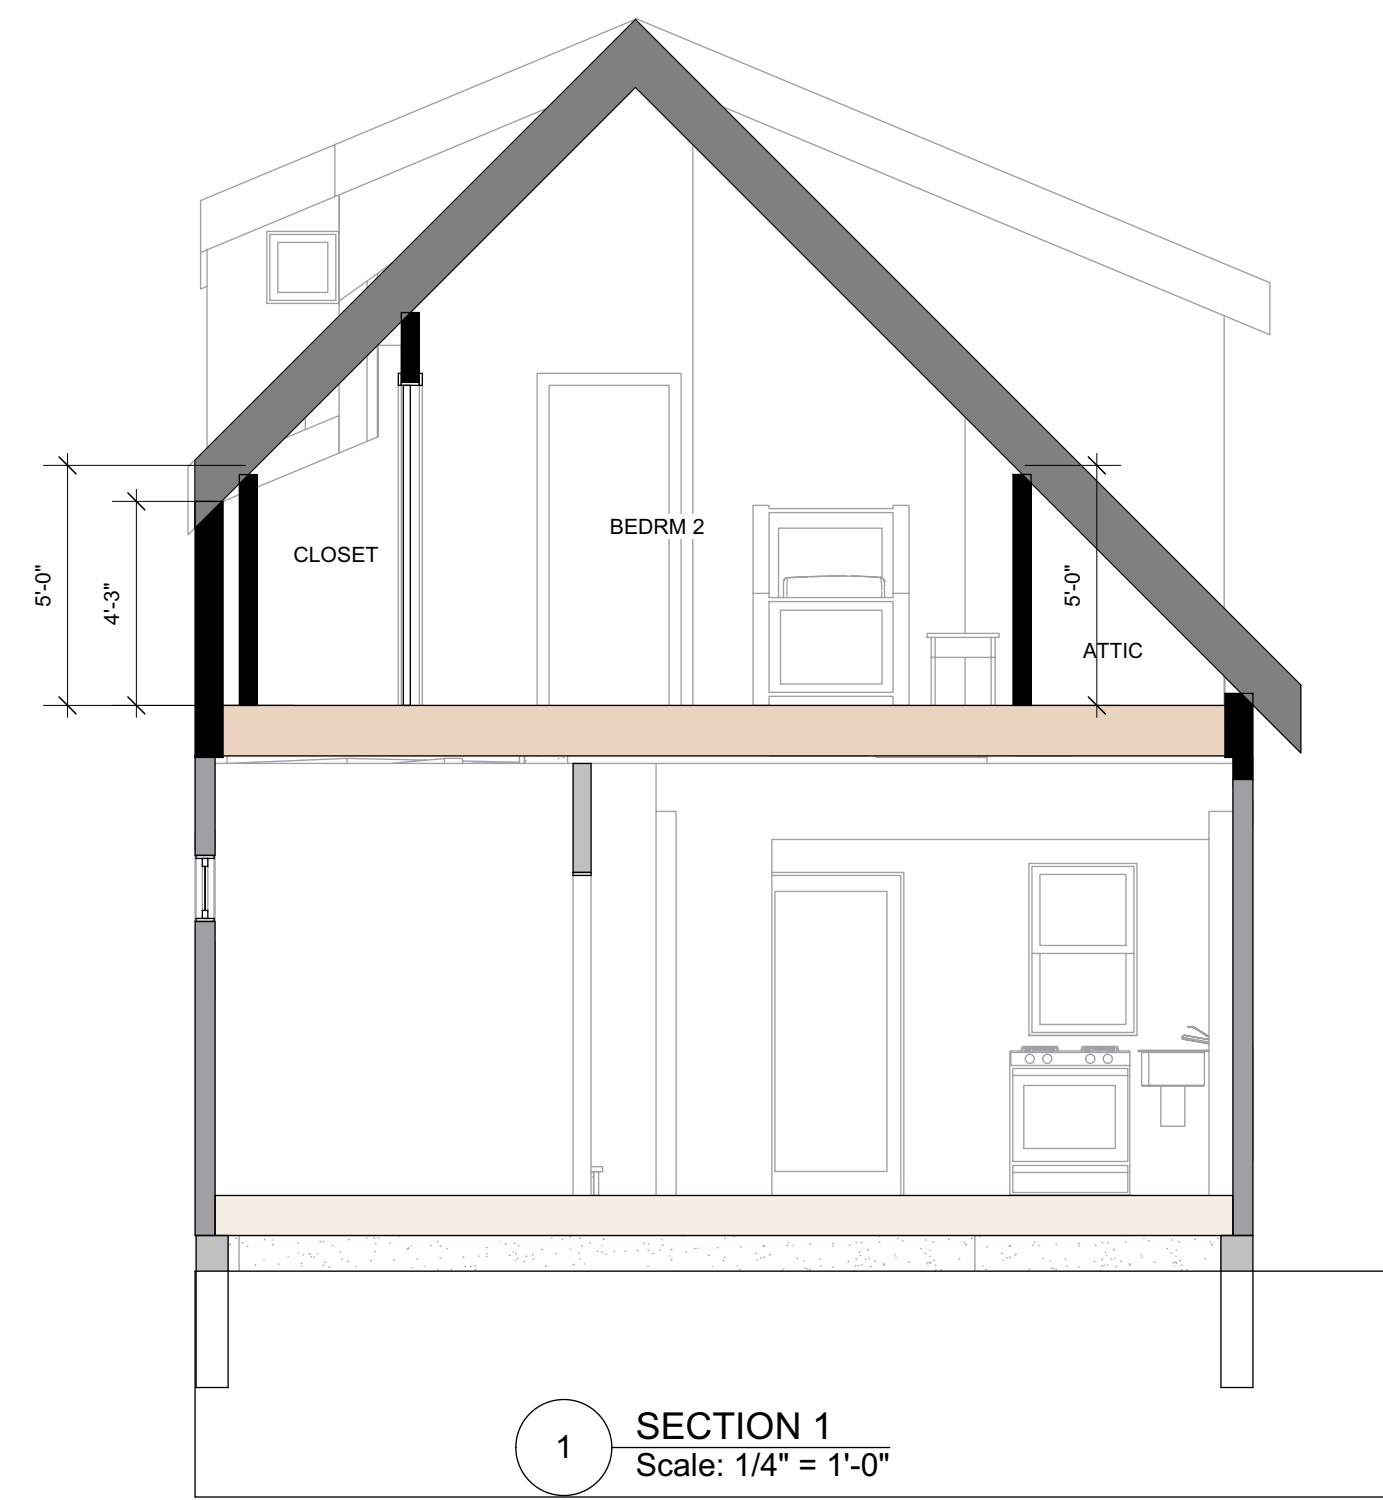 BEDRM 2
CLOSET
5'-0"
4'-3"
5'-0"
ATTIC
1
SECTION 1
Scale: 1/4" = 1'-0"